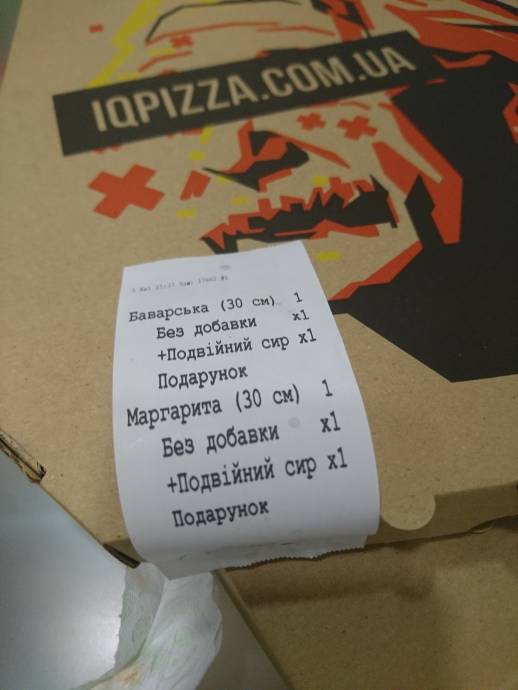 IQPIZZA.COM.UA
Баварська (30 см) 1
Без добавки x1
+Подвійний сир x1
Подарунок
Маргарита (30 см) 1
Без добавки x1
+Подвійний сир x1
Подарунок